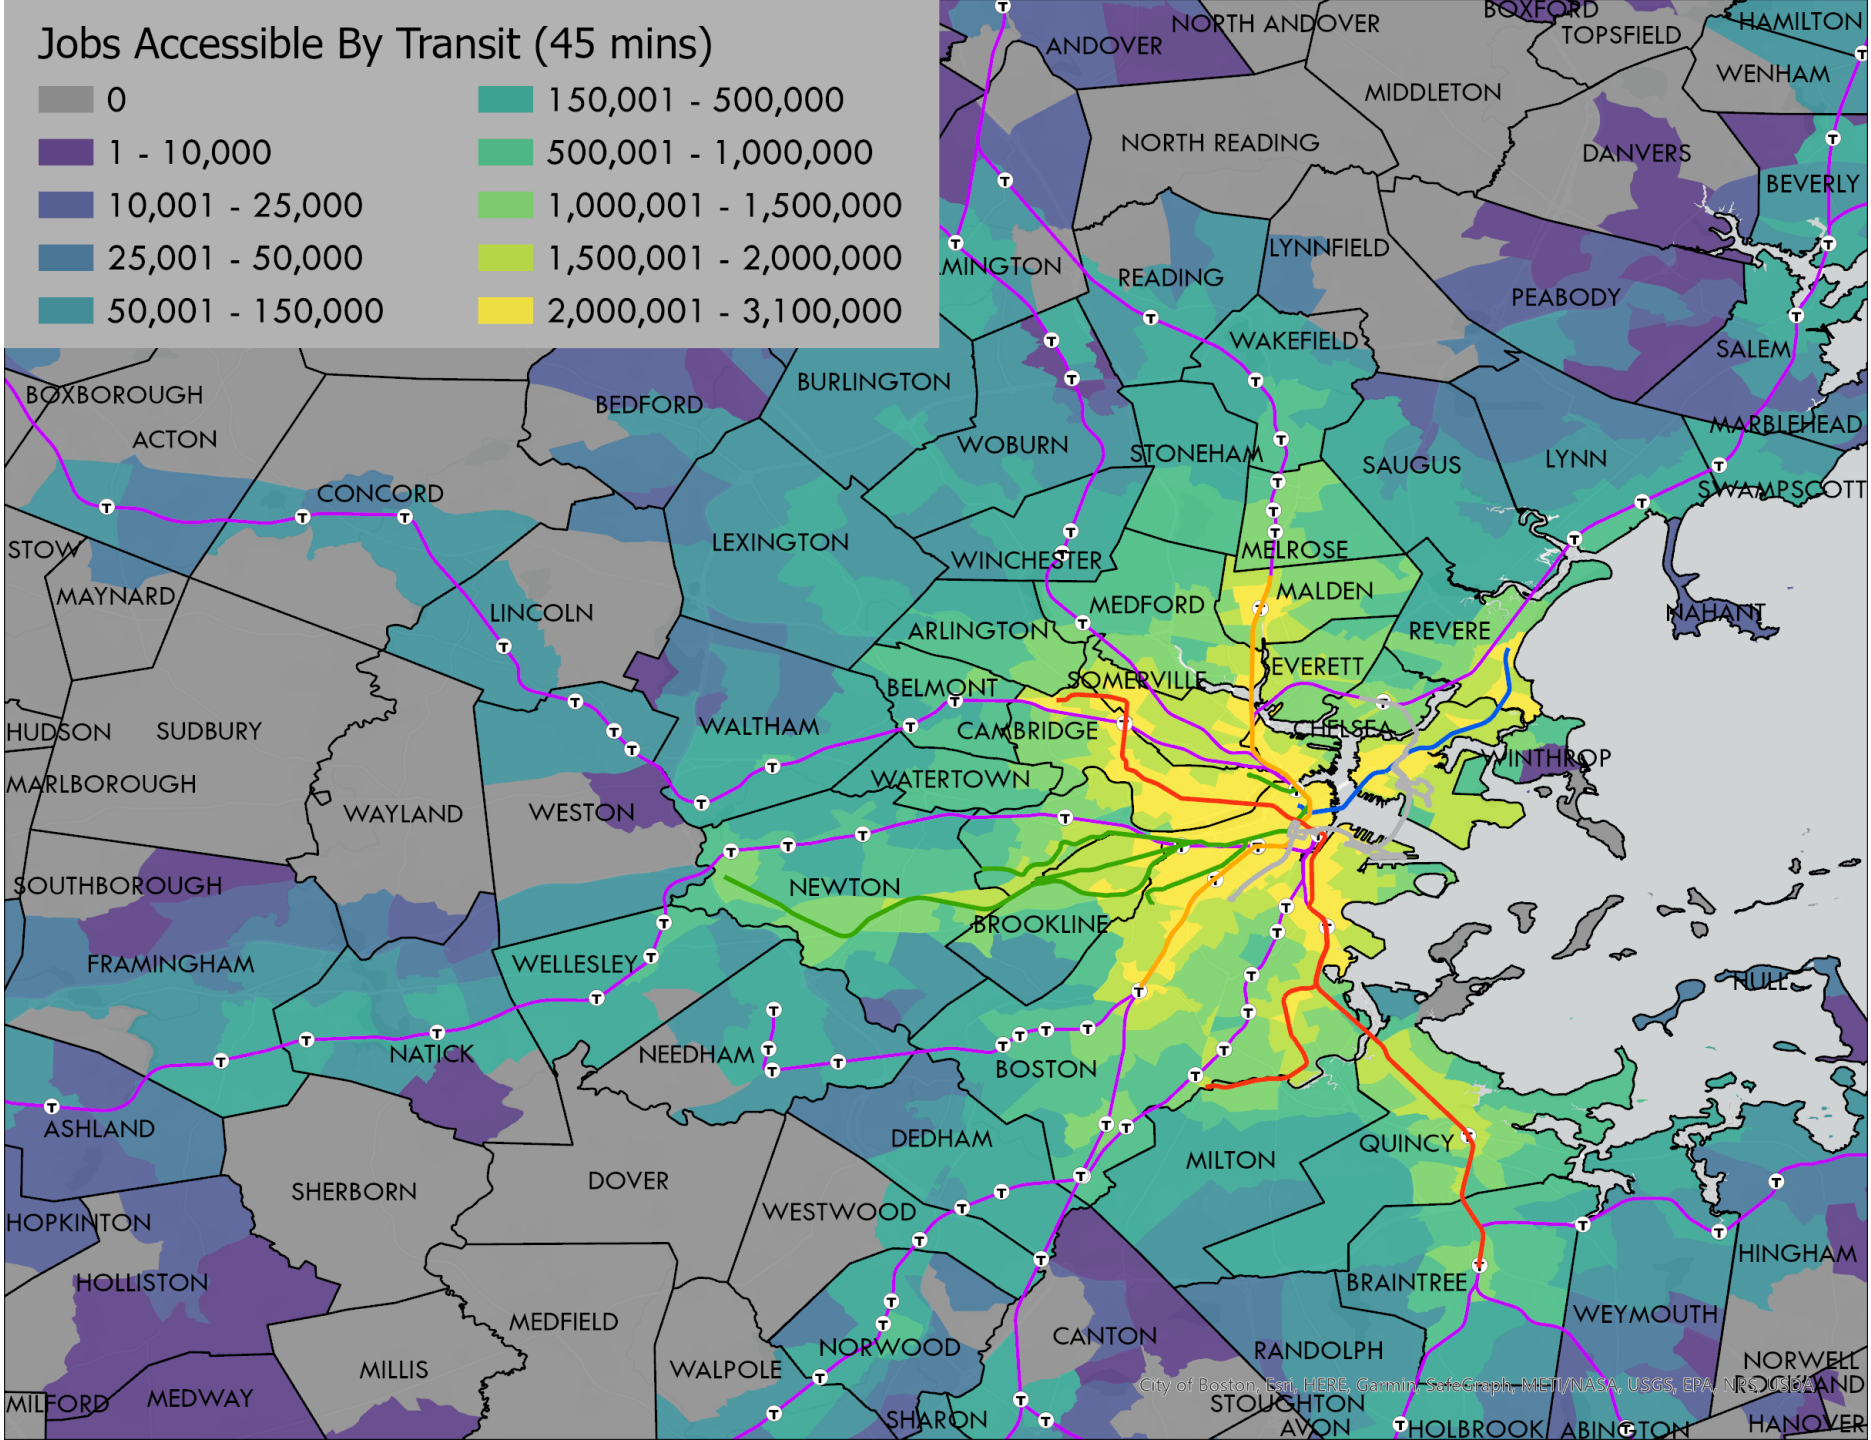 Jobs Accessible By Transit (45 mins)
0
1 - 10,000
10,001 - 25,000
25,001 - 50,000
50,001 - 150,000
150,001 - 500,000
500,001 - 1,000,000
1,000,001 - 1,500,000
1,500,001 - 2,000,000
2,000,001 - 3,100,000
BOXFORD
NORTH ANDOVER
HAMILTON
TOPSFIELD
ANDOVER
WENHAM
MIDDLETON
NORTH READING
DANVERS
BEVERLY
LYNNFIELD
MINGTON
READING
PEABODY
WAKEFIELD
SALEM
BURLINGTON
BOXBOROUGH
BEDFORD
MARBLEHEAD
ACTON
WOBURN
STONEHAM
SAUGUS
LYNN
CONCORD
SWAMPSCOTT
LEXINGTON
STOW
MELROSE
WINCHESTER
MALDEN
MAYNARD
MEDFORD
LINCOLN
NAHANT
ARLINGTON
REVERE
EVERETT
SOMERVILLE
BELMONT
WALTHAM
HUDSON
SUDBURY
CAMBRIDGE
CHELSEA
WINTHROP
WATERTOWN
MARLBOROUGH
WAYLAND
WESTON
SOUTHBOROUGH
NEWTON
BROOKLINE
FRAMINGHAM
WELLESLEY
HULL
NATICK
NEEDHAM
BOSTON
ASHLAND
DEDHAM
QUINCY
MILTON
DOVER
SHERBORN
WESTWOOD
HOPKINTON
HINGHAM
HOLLISTON
BRAINTREE
WEYMOUTH
MEDFIELD
CANTON
NORWOOD
RANDOLPH
NORWELL
MILLIS
WALPOLE
City of Boston, Esri, HERE, Garmin, SafeGraph, METI/NASA, USGS, EPA, NPS, USDA
ROCKLAND
MILFORD
MEDWAY
STOUGHTON
SHARON
AVON
HOLBROOK
ABINGTON
HANOVER